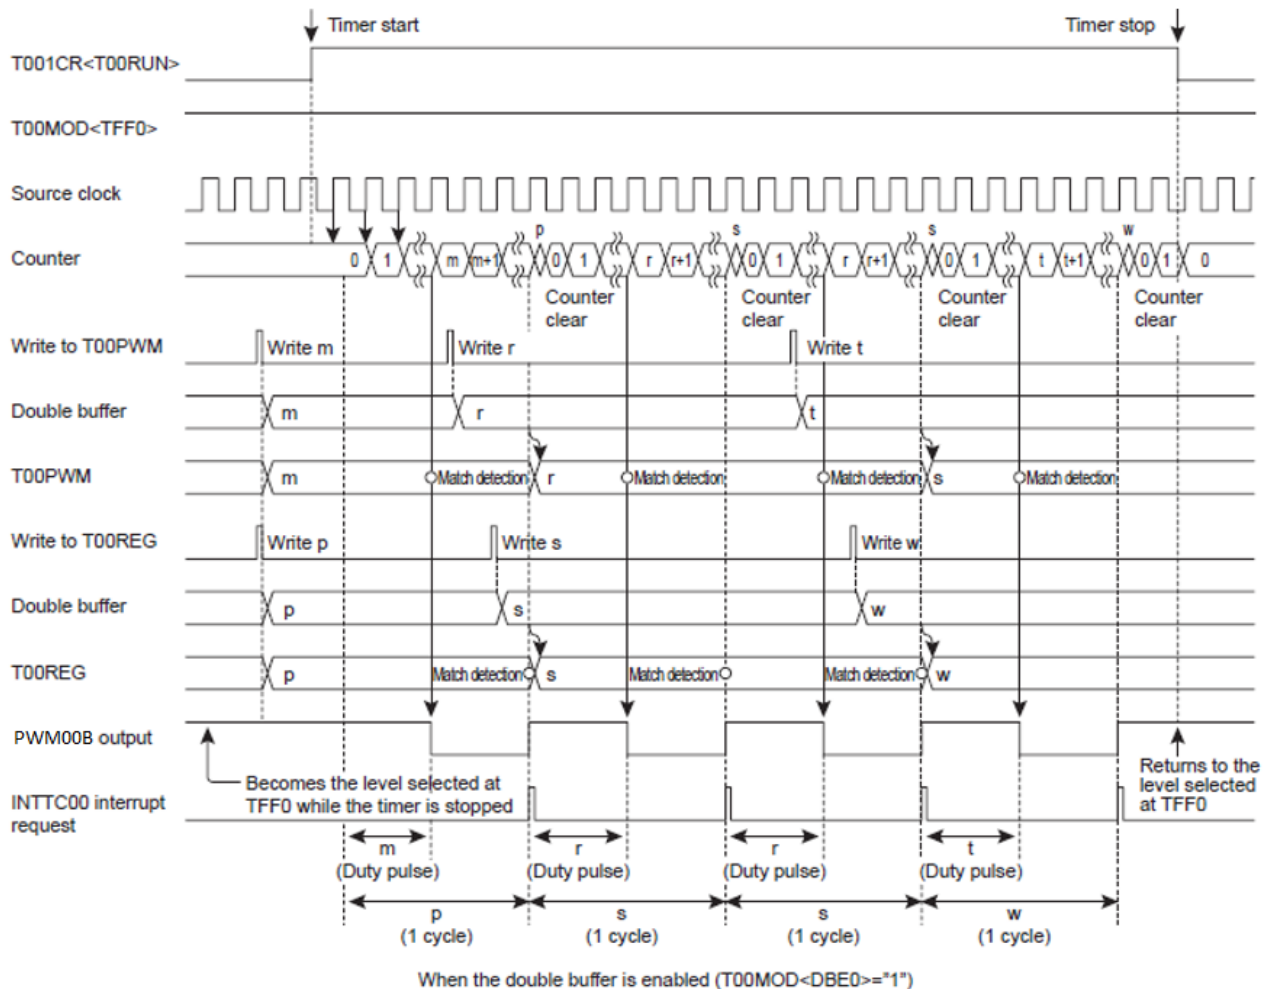 Timer start Timer stop
T001CR<T00RUN>
T00MOD<TFF0>
Source clock
p s s w
Counter 0 1 m m+1 0 1 r r+1 0 1 r r+1 0 1 t t+1 0 1 0
Counter Counter Counter Counter
clear clear clear clear
Write to T00PWM Write m Write r Write t
Double buffer m r t
T00PWM m Match detection r Match detection Match detection s Match detection
Write to T00REG Write p Write s Write w
Double buffer p s w
T00REG p Match detection s Match detection Match detection w
PWM00B output
Becomes the level selected at
TFF0 while the timer is stopped
Returns to the
level selected
at TFF0
INTTC00 interrupt
request
m r r t
(Duty pulse) (Duty pulse) (Duty pulse) (Duty pulse)
p s s w
(1 cycle) (1 cycle) (1 cycle) (1 cycle)
When the double buffer is enabled (T00MOD<DBE0>="1")